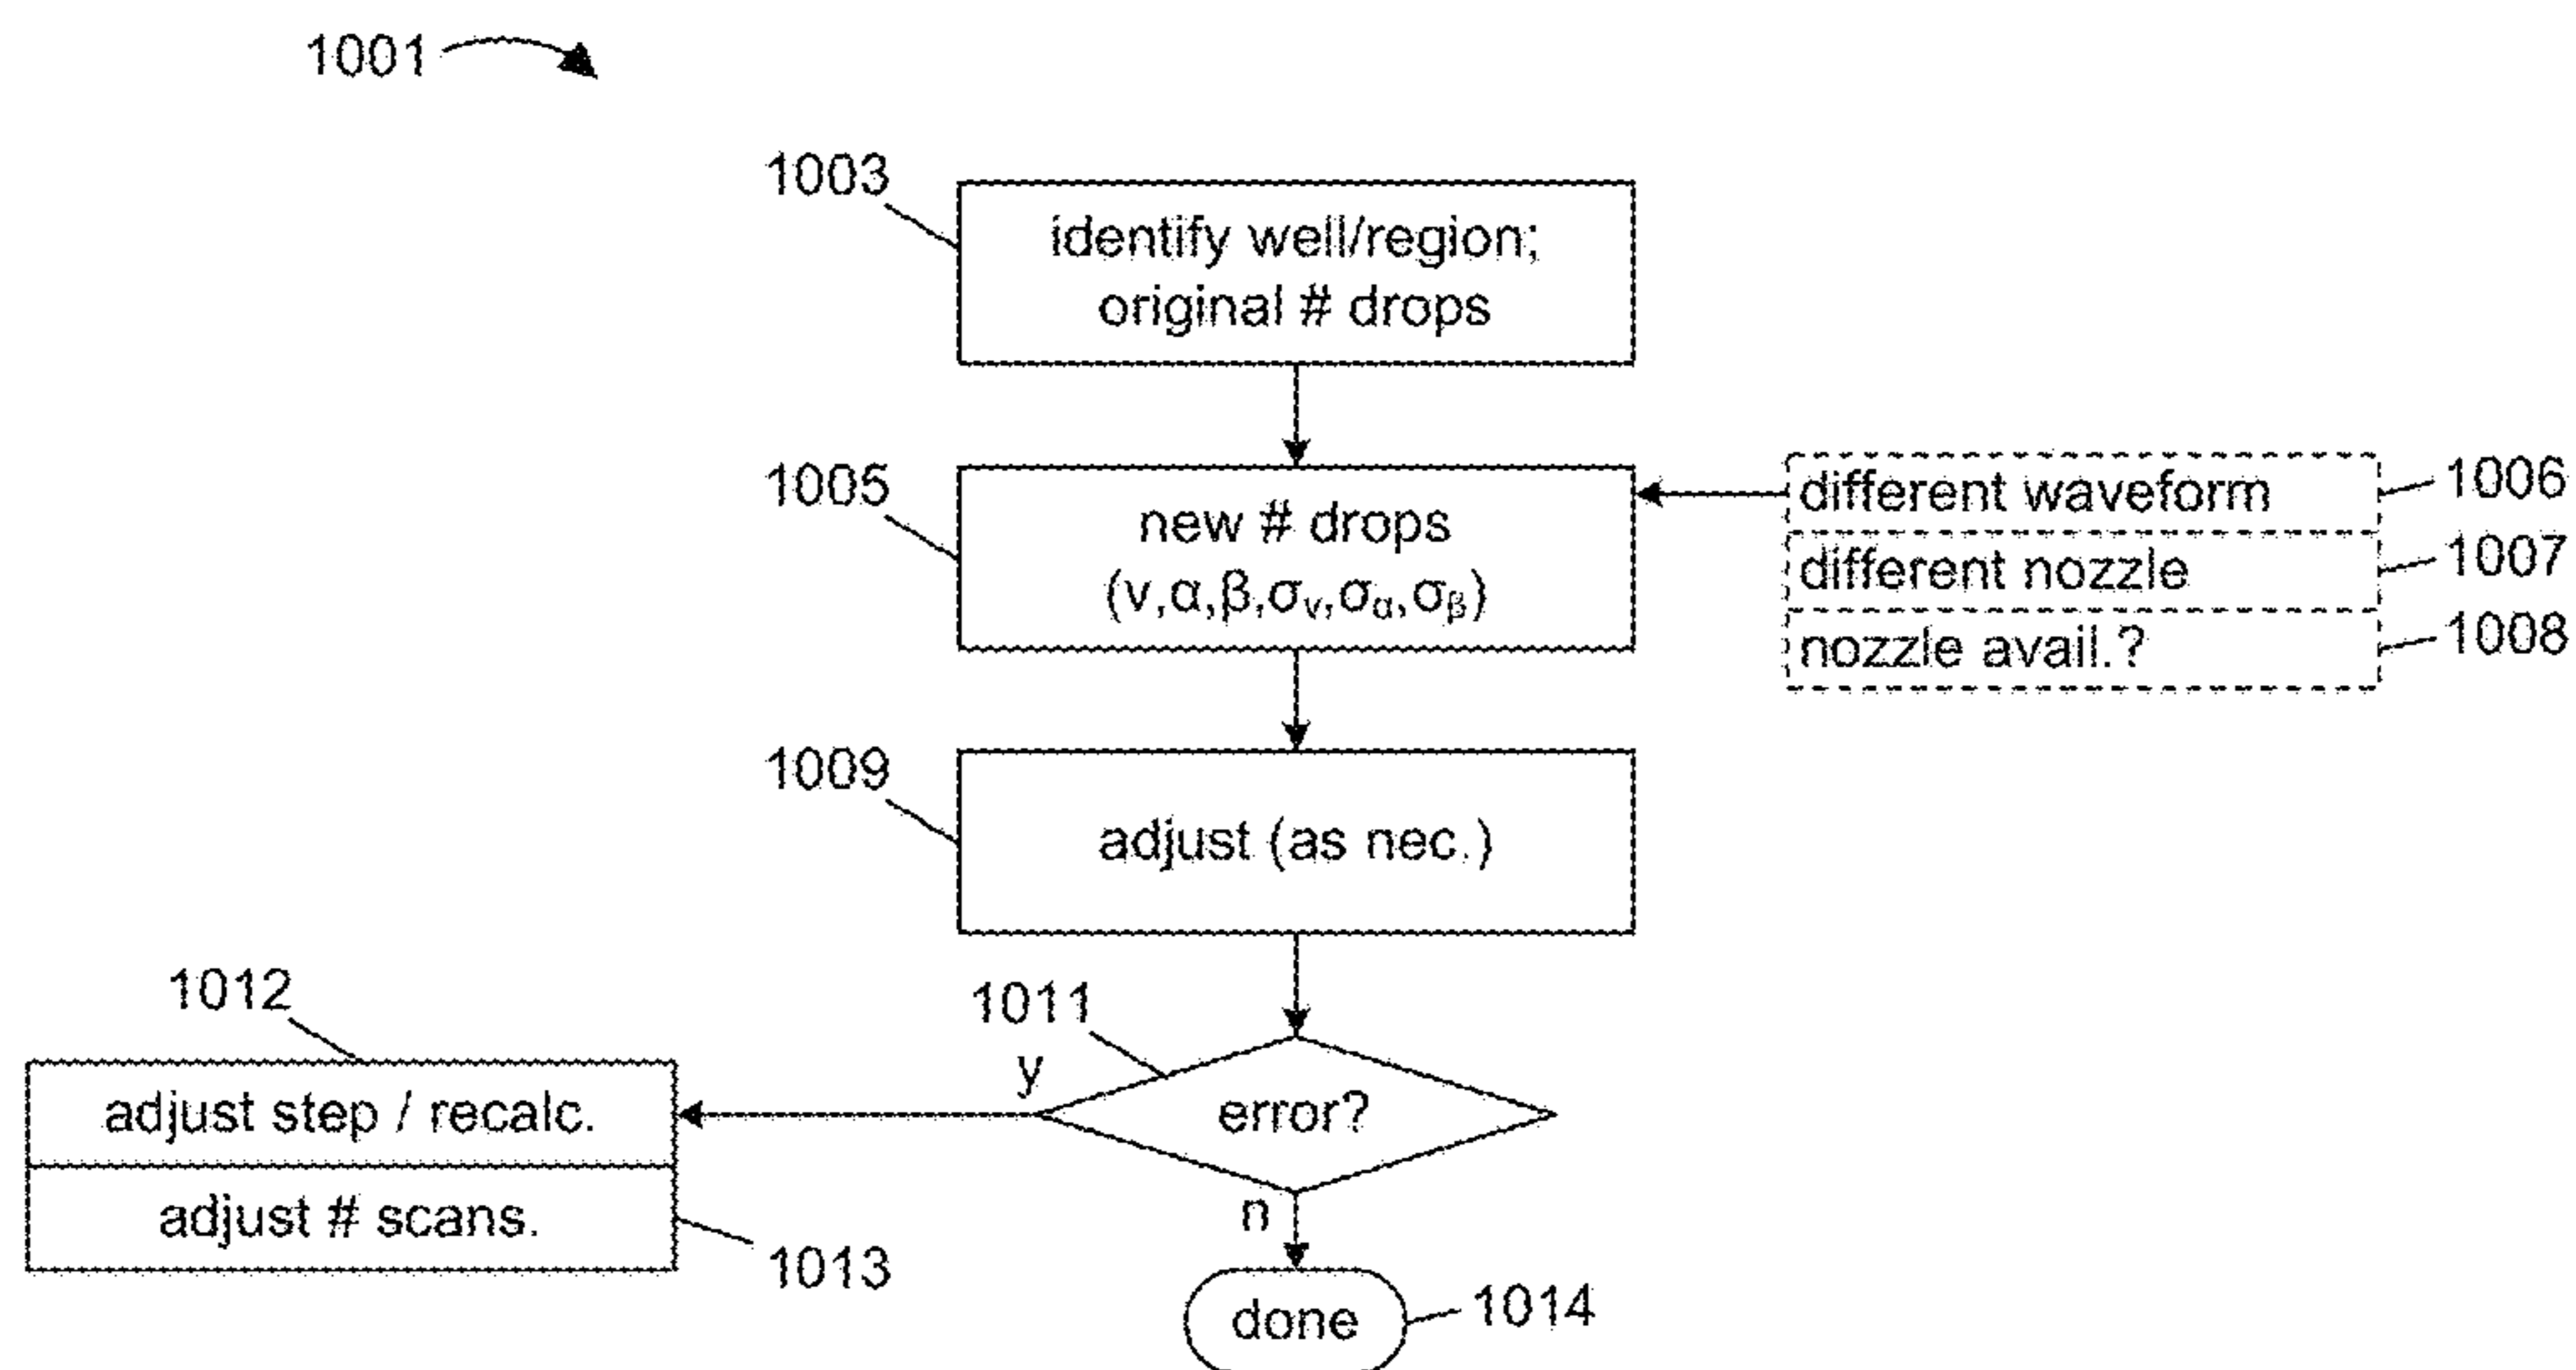 1001
1003
identify well/region;
original # drops
1005
new # drops
(v,α,β,σᵥ,σα,σᵦ)
different waveform
1006
different nozzle
1007
nozzle avail.?
1008
1009
adjust (as nec.)
1011
error?
y
n
1012
adjust step / recalc.
adjust # scans.
1013
done
1014